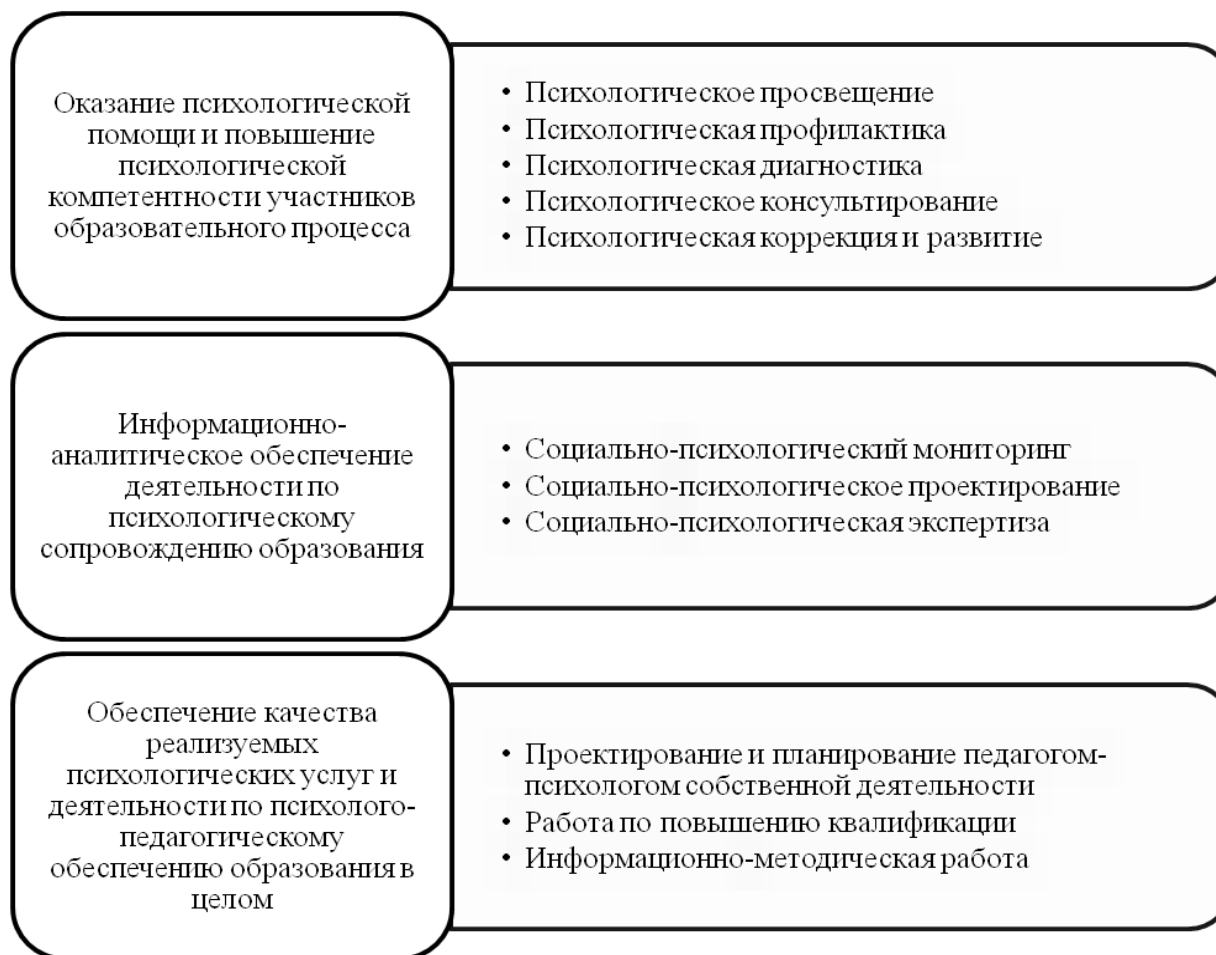 Оказание психологической
помощи и повышение
психологической
компетентности участников
образовательного процесса
• Психологическое просвещение
• Психологическая профилактика
• Психологическая диагностика
• Психологическое консультирование
• Психологическая коррекция и развитие
Информационно-
аналитическое обеспечение
деятельности по
психологическому
сопровождению образования
• Социально-психологический мониторинг
• Социально-психологическое проектирование
• Социально-психологическая экспертиза
Обеспечение качества
реализуемых
психологических услуг и
деятельности по психолого-
педагогическому
обеспечению образования в
целом
• Проектирование и планирование педагогом-
психологом собственной деятельности
• Работа по повышению квалификации
• Информационно-методическая работа